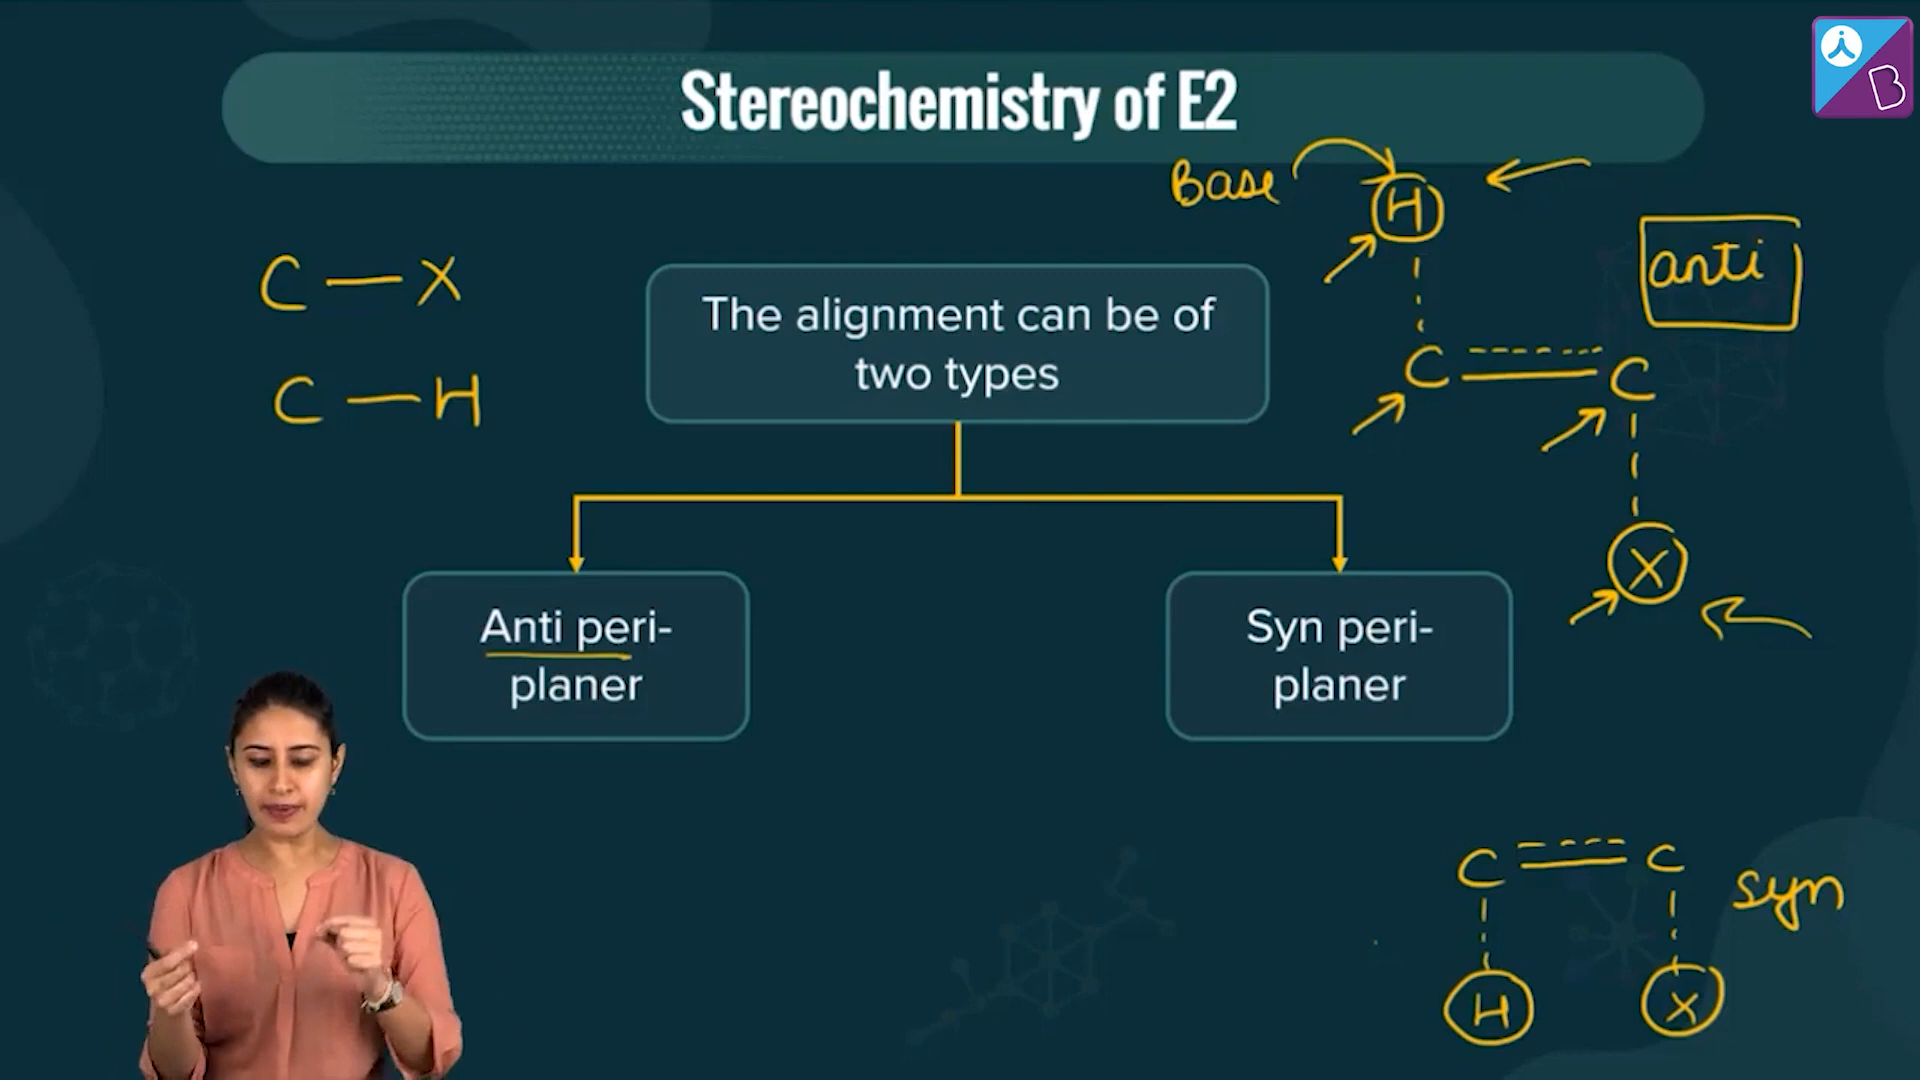 Stereochemistry of E2
Base
H
anti
C — X
The alignment can be of
two types
C = C
C — H
X
Anti peri-
planer
Syn peri-
planer
C = C
syn
H X
B